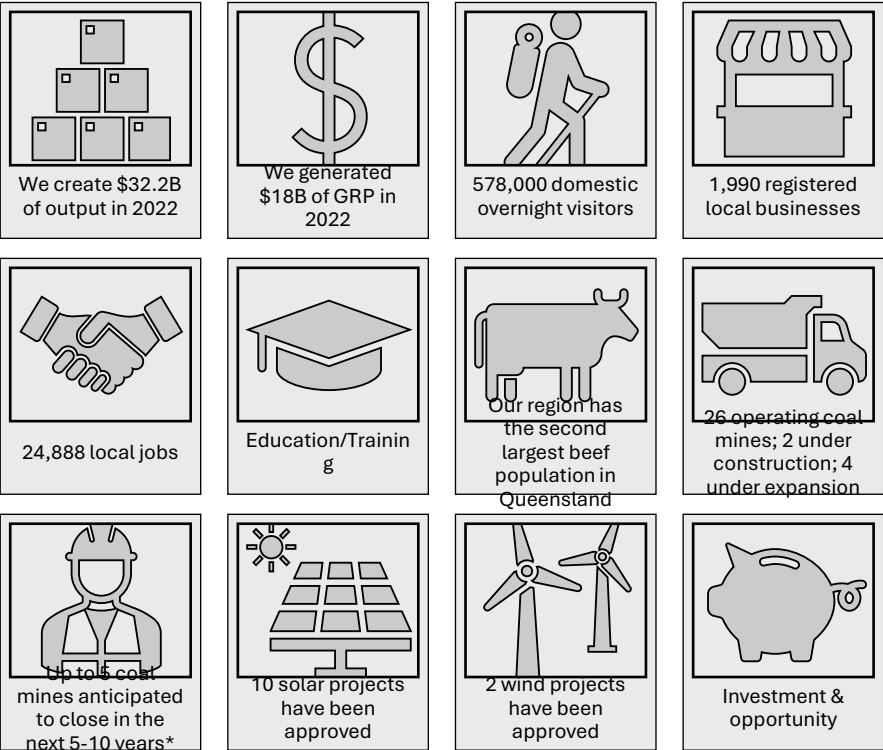 We create $32.2B
of output in 2022
We generated
$18B of GRP in
2022
578,000 domestic
overnight visitors
1,990 registered
local businesses
24,888 local jobs
Education/Trainin
g
Our region has
the second
largest beef
population in
Queensland
26 operating coal
mines; 2 under
construction; 4
under expansion
Up to 5 coal
mines anticipated
to close in the
next 5-10 years*
10 solar projects
have been
approved
2 wind projects
have been
approved
Investment &
opportunity